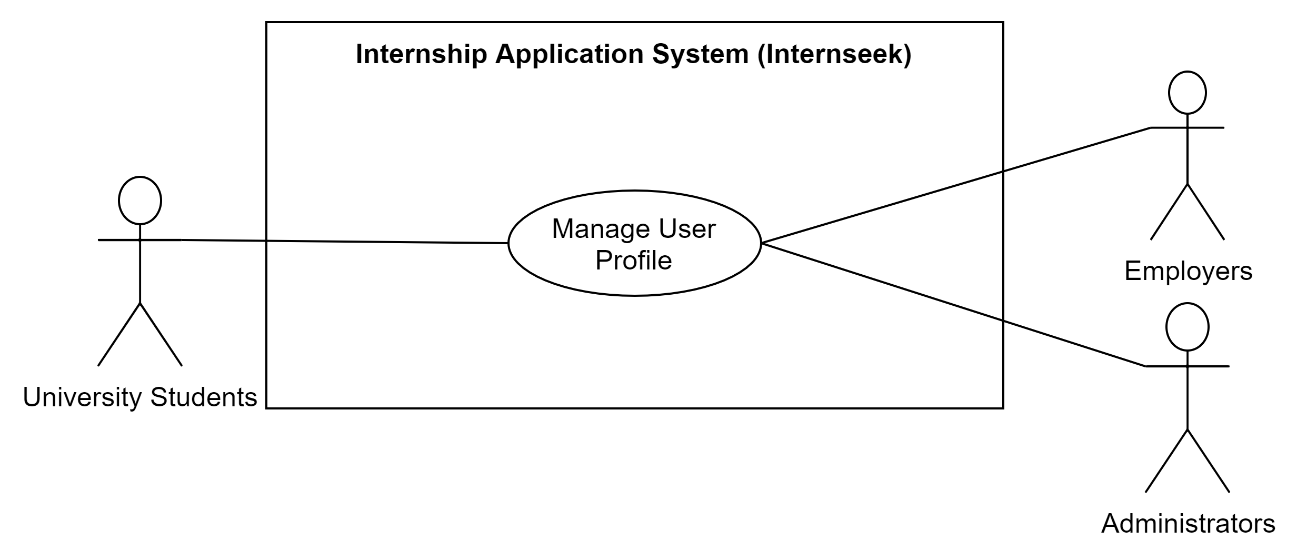 Internship Application System (Internseek)
Manage User
Profile
University Students
Employers
Administrators